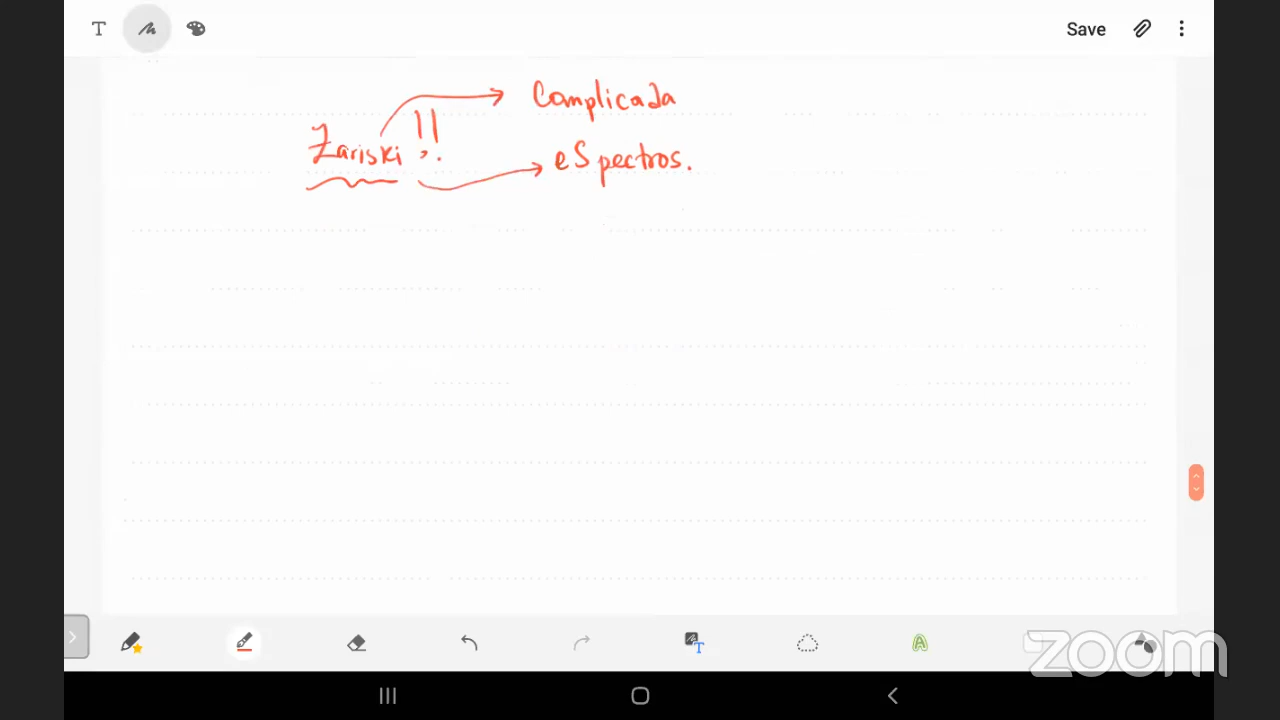 T Save
Complicada
Zariski !!
eSpectros.
T A
zoom